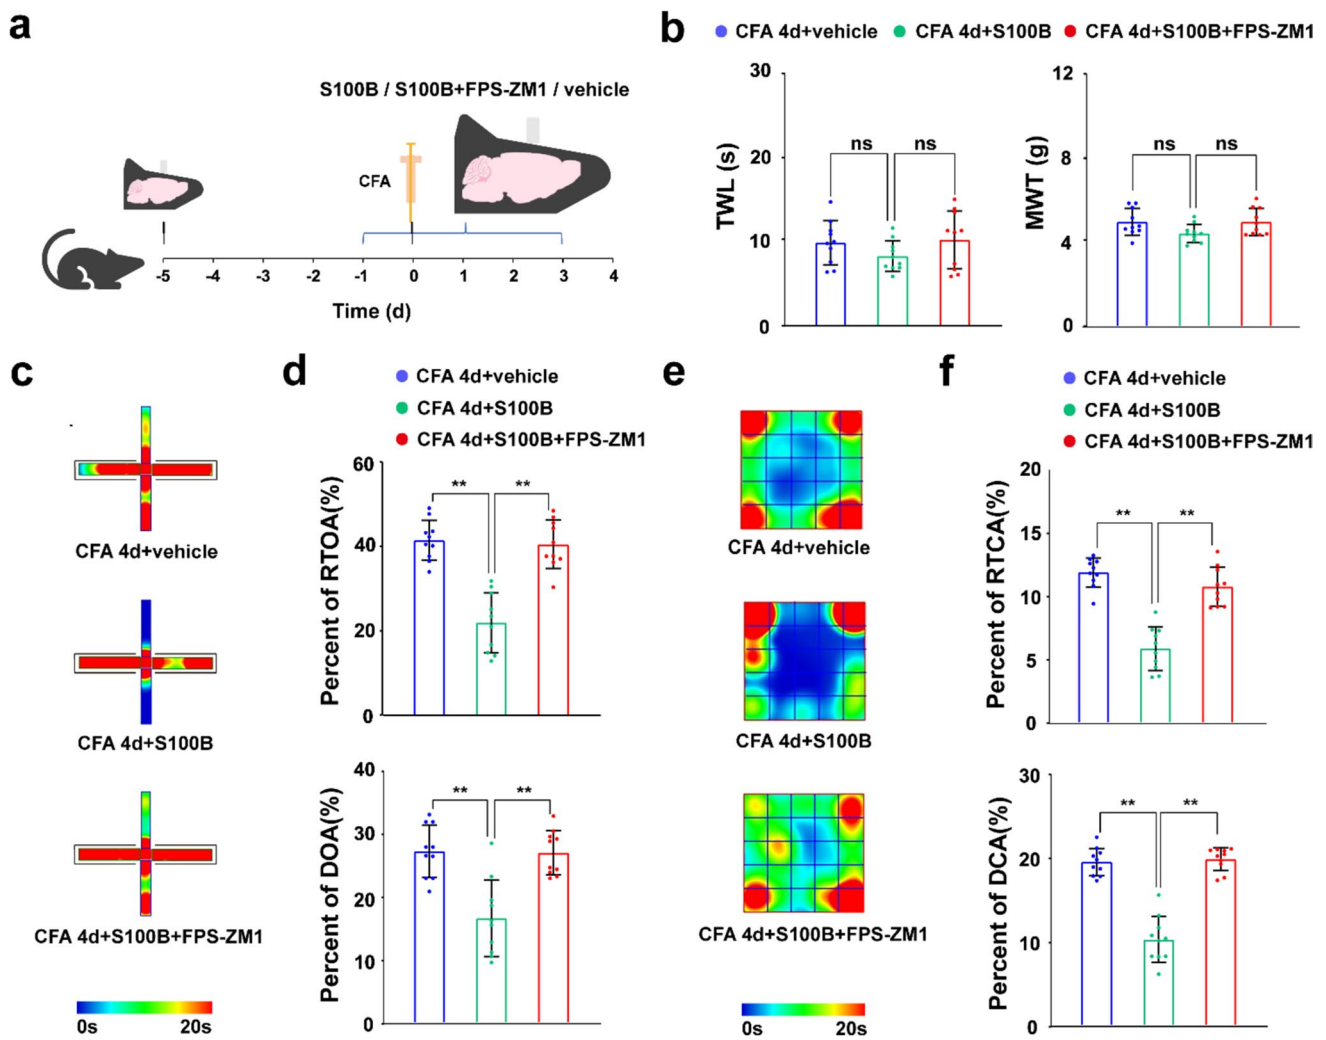 a
S100B / S100B+FPS-ZM1 / vehicle
CFA
-5 -4 -3 -2 -1 0 1 2 3 4
Time (d)
b
CFA 4d+vehicle CFA 4d+S100B CFA 4d+S100B+FPS-ZM1
TWL (s)
30
20
10
0
ns ns
MWT (g)
12
8
4
0
ns ns
c
CFA 4d+vehicle
CFA 4d+S100B
CFA 4d+S100B+FPS-ZM1
0s 20s
d
CFA 4d+vehicle
CFA 4d+S100B
CFA 4d+S100B+FPS-ZM1
Percent of RTOA(%)
60
40
20
0
** **
Percent of DOA(%)
40
30
20
10
0
** **
e
CFA 4d+vehicle
CFA 4d+S100B
CFA 4d+S100B+FPS-ZM1
0s 20s
f
CFA 4d+vehicle
CFA 4d+S100B
CFA 4d+S100B+FPS-ZM1
Percent of RTCA(%)
20
15
10
5
0
** **
Percent of DCA(%)
30
20
10
0
** **